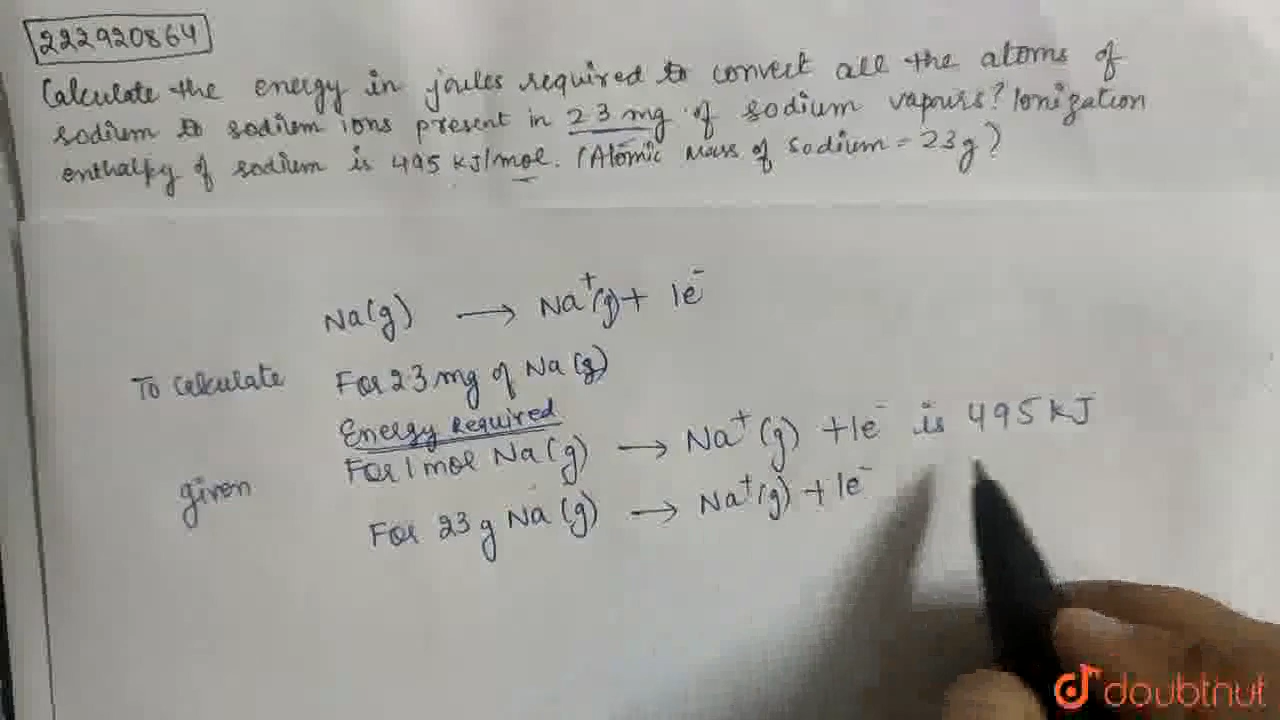 222920864
Calculate the energy in joules required to convert all the atoms of
sodium to sodium ions present in 23 mg of sodium vapours? Ionization
enthalpy of sodium is 495 KJ/mol. (Atomic Mass of Sodium = 23g)
Na(g) → Na⁺(g) + 1e⁻
To Calculate For 23 mg of Na(g)
Energy Required
given For 1 mol Na(g) → Na⁺(g) + 1e⁻ is 495 KJ
For 23 g Na(g) → Na⁺(g) + 1e⁻
doubtnut